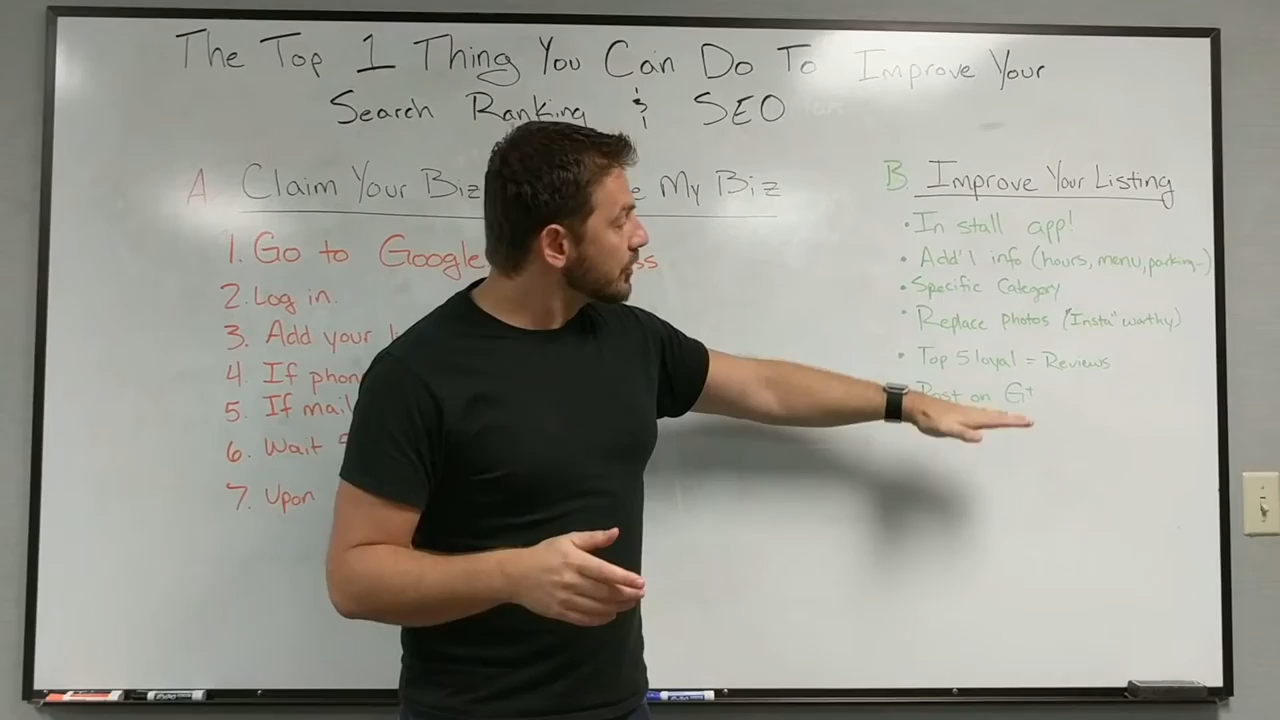 The Top 1 Thing You Can Do To Improve Your
Search Ranking & SEO
A Claim Your Biz My Biz
1. Go to Google
2. Log in.
3. Add your
4. If phon
5. If mail
6. Wait
7. Upon
B. Improve Your Listing
• In stall app!
• Add'l info (hours, menu, parking..)
• Specific Category
• Replace photos ("Insta" worthy)
• Top 5 loyal = Reviews
Post on G+
EXPO